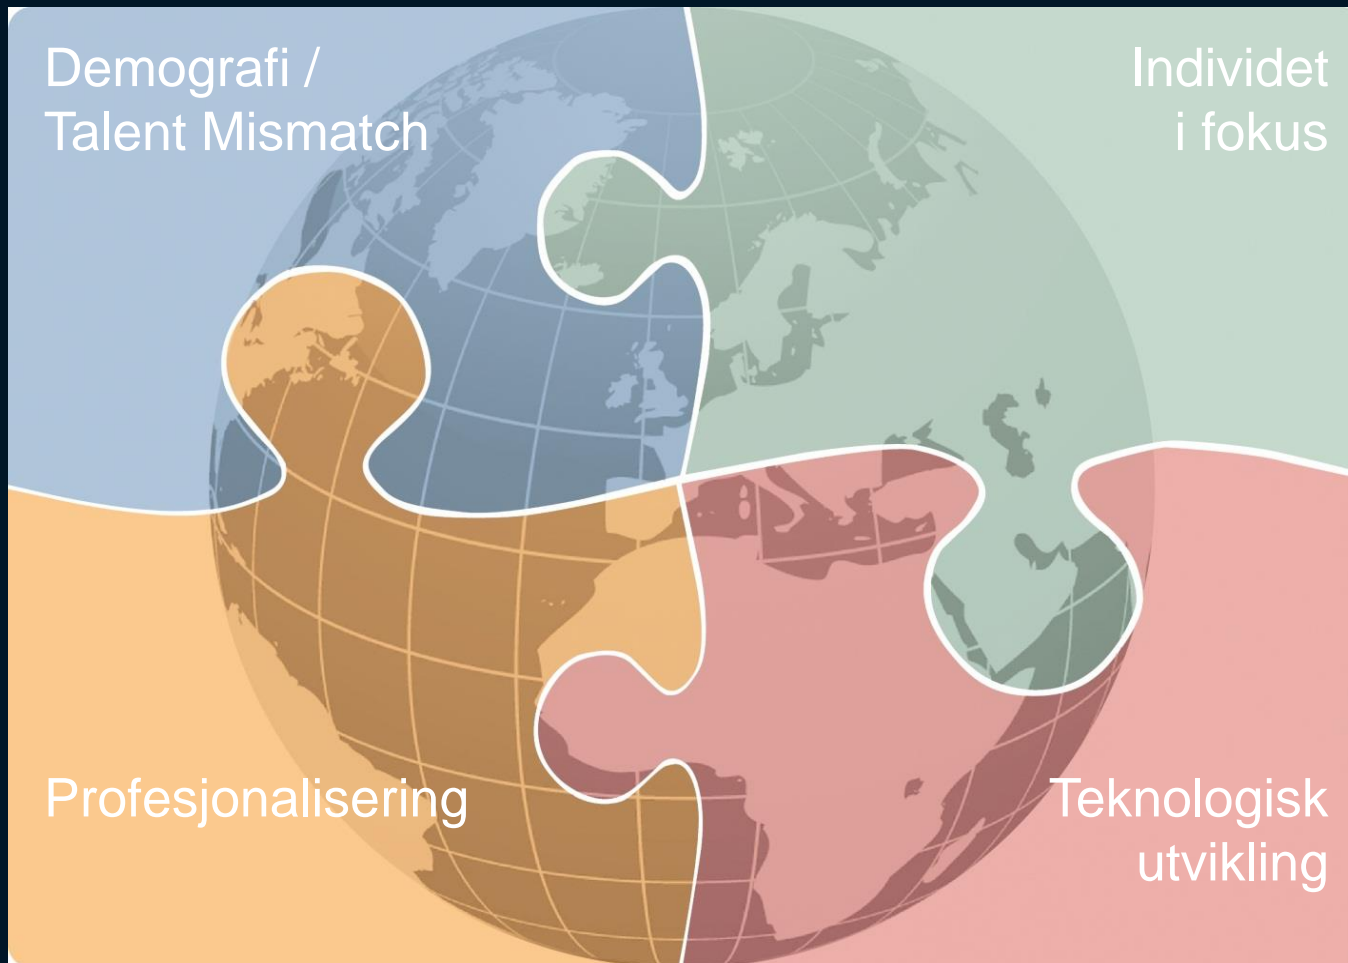 Demografi /
Talent Mismatch
Individet
i fokus
Profesjonalisering
Teknologisk
utvikling